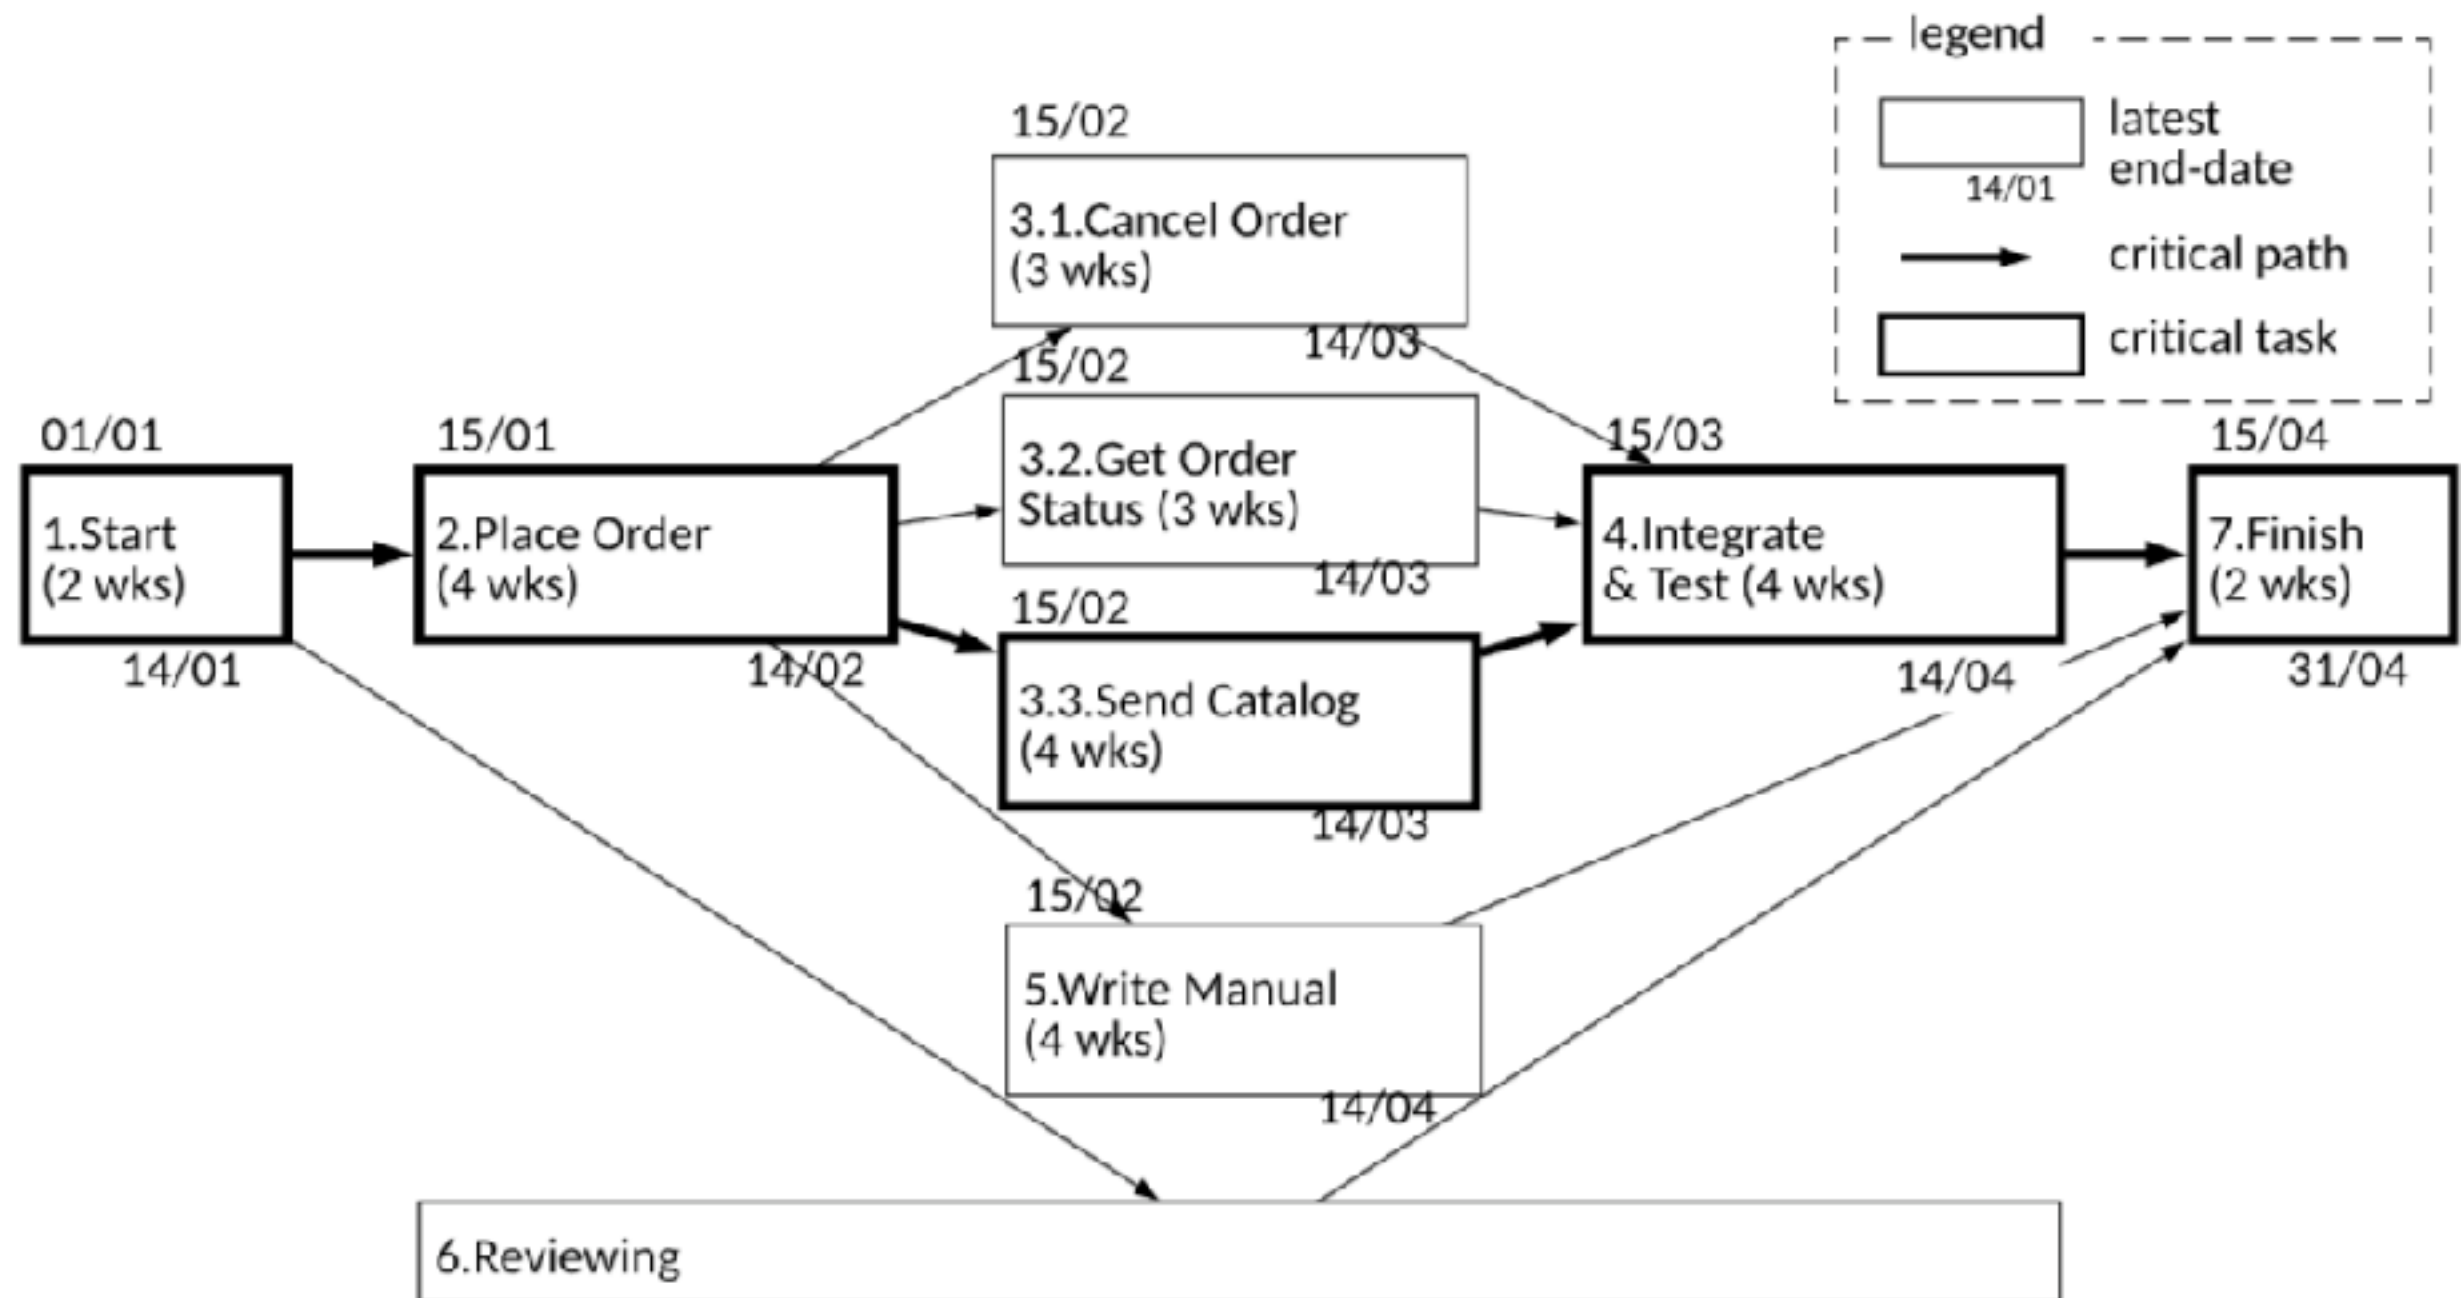 legend
latest
end-date
14/01
critical path
critical task
15/02
3.1.Cancel Order
(3 wks)
14/03
15/02
3.2.Get Order
Status (3 wks)
14/03
01/01
1.Start
(2 wks)
14/01
15/01
2.Place Order
(4 wks)
14/02
15/02
3.3.Send Catalog
(4 wks)
14/03
15/03
4.Integrate
& Test (4 wks)
14/04
15/04
7.Finish
(2 wks)
31/04
15/02
5.Write Manual
(4 wks)
14/04
6.Reviewing